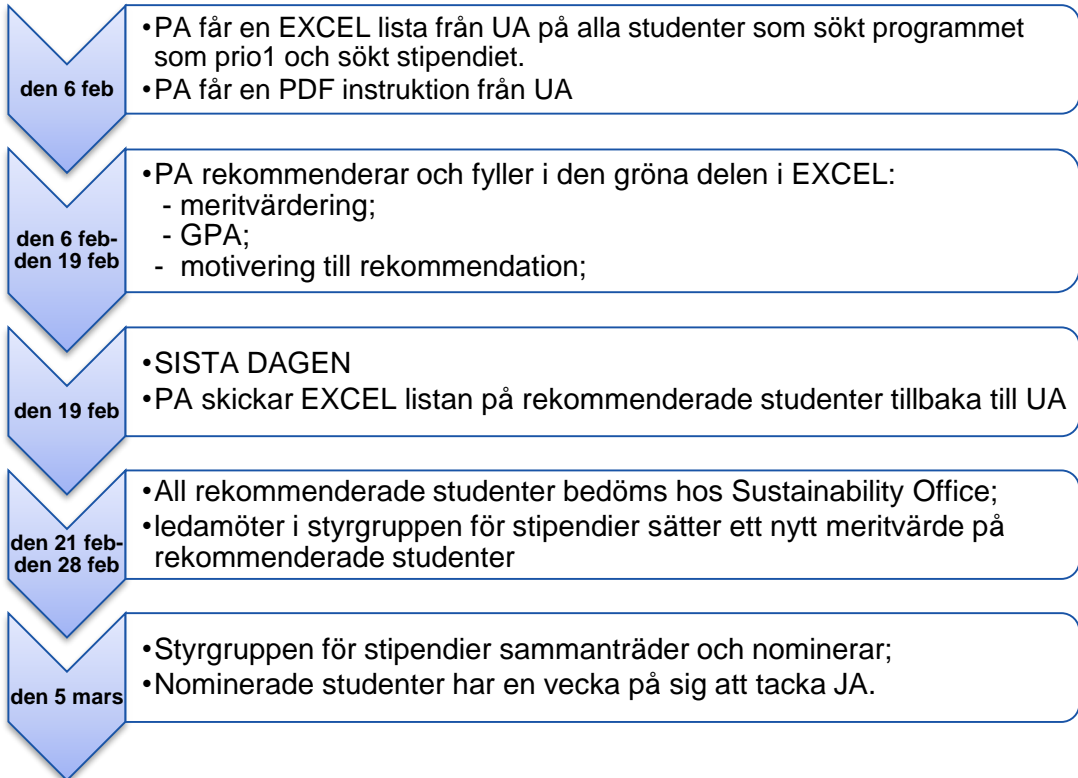 den 6 feb
•PA får en EXCEL lista från UA på alla studenter som sökt programmet
som prio1 och sökt stipendiet.
•PA får en PDF instruktion från UA
den 6 feb-
den 19 feb
•PA rekommenderar och fyller i den gröna delen i EXCEL:
- meritvärdering;
- GPA;
- motivering till rekommendation;
den 19 feb
•SISTA DAGEN
•PA skickar EXCEL listan på rekommenderade studenter tillbaka till UA
den 21 feb-
den 28 feb
•All rekommenderade studenter bedöms hos Sustainability Office;
•ledamöter i styrgruppen för stipendier sätter ett nytt meritvärde på
rekommenderade studenter
den 5 mars
•Styrgruppen för stipendier sammanträder och nominerar;
•Nominerade studenter har en vecka på sig att tacka JA.